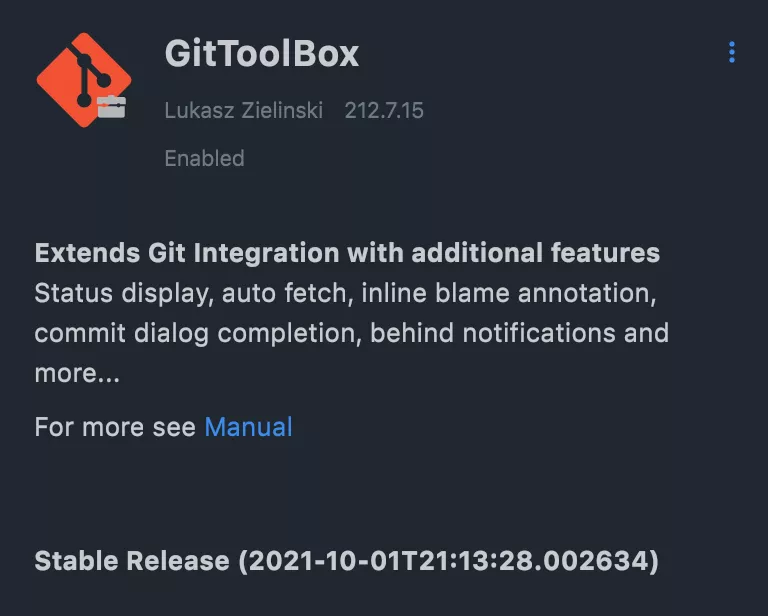 GitToolBox
Lukasz Zielinski 212.7.15
Enabled
Extends Git Integration with additional features
Status display, auto fetch, inline blame annotation,
commit dialog completion, behind notifications and
more...
For more see Manual
Stable Release (2021-10-01T21:13:28.002634)